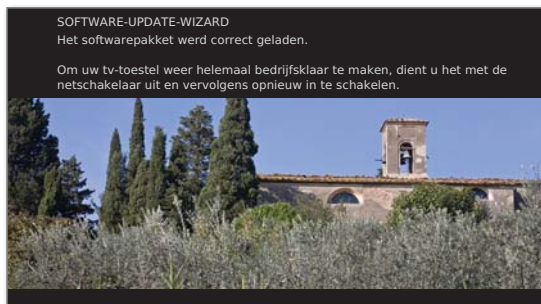 SOFTWARE-UPDATE-WIZARD
Het softwarepakket werd correct geladen.
Om uw tv-toestel weer helemaal bedrijfsklaar te maken, dient u het met de
netschakelaar uit en vervolgens opnieuw in te schakelen.